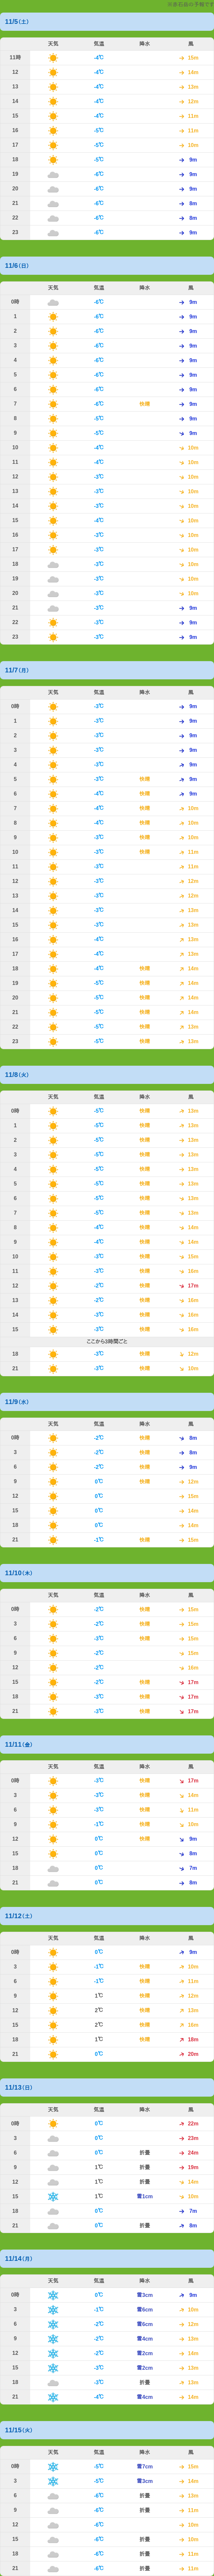 大体石垣の予報です
11/5(土)
天気 気温 降水 風
11時 -4℃ 15m
12 -4℃ 14m
13 -4℃ 13m
14 -4℃ 12m
15 -4℃ 11m
16 -5℃ 10m
17 -5℃ 10m
18 -5℃ 9m
19 -6℃ 9m
20 -6℃ 9m
21 -6℃ 8m
22 -6℃ 8m
23 -6℃ 9m
11/6(日)
天気 気温 降水 風
0時 -6℃ 9m
1 -6℃ 9m
2 -6℃ 9m
3 -6℃ 9m
4 -6℃ 9m
5 -6℃ 9m
6 -6℃ 9m
7 -6℃ 快晴 9m
8 -5℃ 9m
9 -5℃ 9m
10 -4℃ 10m
11 -4℃ 10m
12 -3℃ 10m
13 -3℃ 10m
14 -3℃ 10m
15 -4℃ 10m
16 -3℃ 10m
17 -3℃ 10m
18 -3℃ 10m
19 -3℃ 10m
20 -3℃ 10m
21 -3℃ 9m
22 -3℃ 9m
23 -3℃ 9m
11/7(月)
天気 気温 降水 風
0時 -3℃ 9m
1 -3℃ 9m
2 -3℃ 9m
3 -3℃ 9m
4 -3℃ 9m
5 -3℃ 快晴 9m
6 -4℃ 快晴 9m
7 -4℃ 快晴 10m
8 -4℃ 快晴 10m
9 -3℃ 快晴 10m
10 -3℃ 快晴 11m
11 -3℃ 11m
12 -3℃ 12m
13 -3℃ 12m
14 -3℃ 13m
15 -3℃ 13m
16 -4℃ 13m
17 -4℃ 13m
18 -4℃ 快晴 14m
19 -5℃ 快晴 14m
20 -5℃ 快晴 14m
21 -5℃ 快晴 14m
22 -5℃ 快晴 13m
23 -5℃ 快晴 13m
11/8(火)
天気 気温 降水 風
0時 -5℃ 快晴 13m
1 -5℃ 快晴 13m
2 -5℃ 快晴 13m
3 -5℃ 快晴 13m
4 -5℃ 快晴 13m
5 -5℃ 快晴 13m
6 -5℃ 快晴 13m
7 -5℃ 快晴 13m
8 -4℃ 快晴 14m
9 -4℃ 快晴 14m
10 -3℃ 快晴 15m
11 -3℃ 快晴 16m
12 -2℃ 快晴 17m
13 -2℃ 快晴 16m
14 -3℃ 快晴 16m
15 -3℃ 快晴 16m
ここから3時間ごと
18 -3℃ 快晴 12m
21 -3℃ 快晴 10m
11/9(水)
天気 気温 降水 風
0時 -2℃ 快晴 8m
3 -2℃ 快晴 8m
6 -2℃ 快晴 9m
9 0℃ 快晴 12m
12 0℃ 15m
15 0℃ 14m
18 0℃ 14m
21 -1℃ 快晴 15m
11/10(木)
天気 気温 降水 風
0時 -2℃ 快晴 15m
3 -2℃ 快晴 15m
6 -3℃ 快晴 15m
9 -2℃ 15m
12 -2℃ 16m
15 -2℃ 快晴 17m
18 -3℃ 快晴 17m
21 -3℃ 快晴 17m
11/11(金)
天気 気温 降水 風
0時 -3℃ 快晴 17m
3 -3℃ 快晴 14m
6 -3℃ 快晴 11m
9 -1℃ 快晴 10m
12 0℃ 快晴 9m
15 0℃ 8m
18 0℃ 7m
21 0℃ 8m
11/12(土)
天気 気温 降水 風
0時 0℃ 9m
3 -1℃ 快晴 10m
6 -1℃ 快晴 11m
9 1℃ 快晴 12m
12 2℃ 快晴 13m
15 2℃ 快晴 16m
18 1℃ 快晴 18m
21 0℃ 20m
11/13(日)
天気 気温 降水 風
0時 0℃ 22m
3 0℃ 23m
6 0℃ 折畳 24m
9 1℃ 折畳 19m
12 1℃ 折畳 14m
15 1℃ 雪1cm 10m
18 0℃ 7m
21 0℃ 折畳 8m
11/14(月)
天気 気温 降水 風
0時 0℃ 雪3cm 9m
3 -1℃ 雪6cm 10m
6 -2℃ 雪6cm 12m
9 -2℃ 雪4cm 13m
12 -2℃ 雪2cm 14m
15 -3℃ 雪2cm 13m
18 -3℃ 折畳 13m
21 -4℃ 雪4cm 14m
11/15(火)
天気 気温 降水 風
0時 -5℃ 雪7cm 15m
3 -5℃ 雪3cm 14m
6 -6℃ 折畳 13m
9 -6℃ 折畳 11m
12 -6℃ 10m
15 -6℃ 折畳 10m
18 -6℃ 折畳 11m
21 -6℃ 折畳 11m